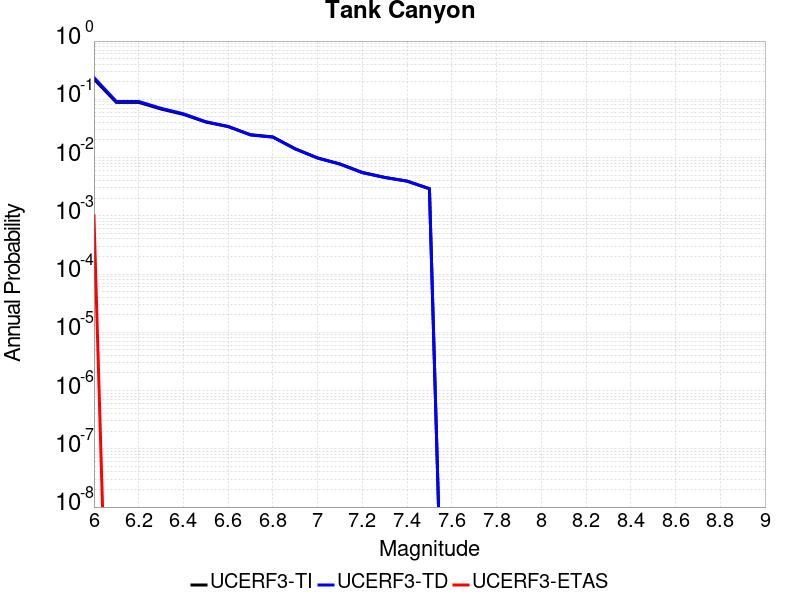 Tank Canyon
10^0
10^-1
10^-2
10^-3
10^-4
10^-5
10^-6
10^-7
10^-8
Annual Probability
6 6.2 6.4 6.6 6.8 7 7.2 7.4 7.6 7.8 8 8.2 8.4 8.6 8.8 9
Magnitude
UCERF3-TI UCERF3-TD UCERF3-ETAS